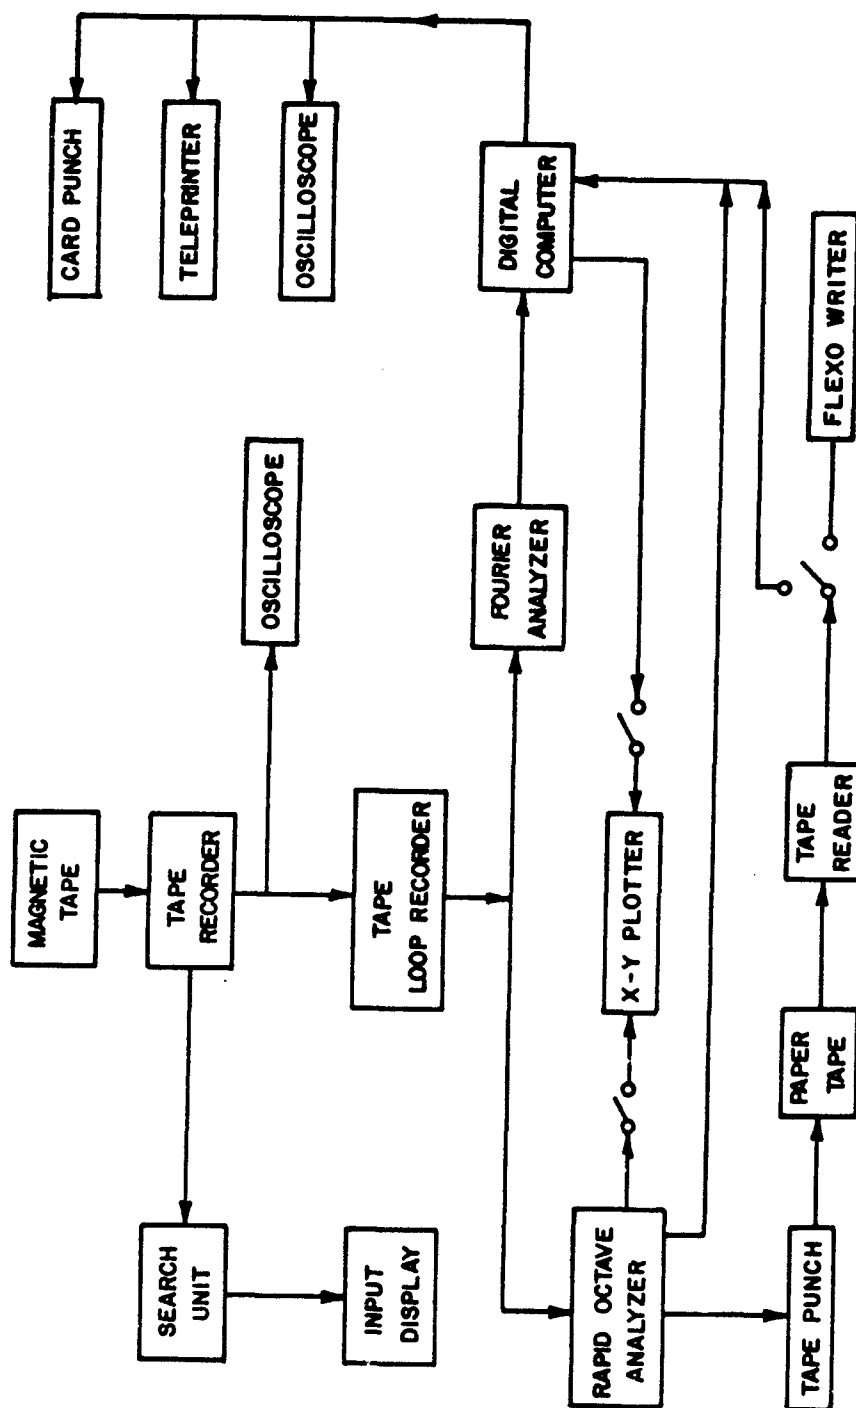 MAGNETIC
TAPE
TAPE
RECORDER
SEARCH
UNIT
INPUT
DISPLAY
OSCILLOSCOPE
TAPE
LOOP RECORDER
CARD PUNCH
TELEPRINTER
OSCILLOSCOPE
FOURIER
ANALYZER
DIGITAL
COMPUTER
RAPID OCTAVE
ANALYZER
X-Y PLOTTER
TAPE PUNCH
PAPER
TAPE
TAPE
READER
FLEXO WRITER